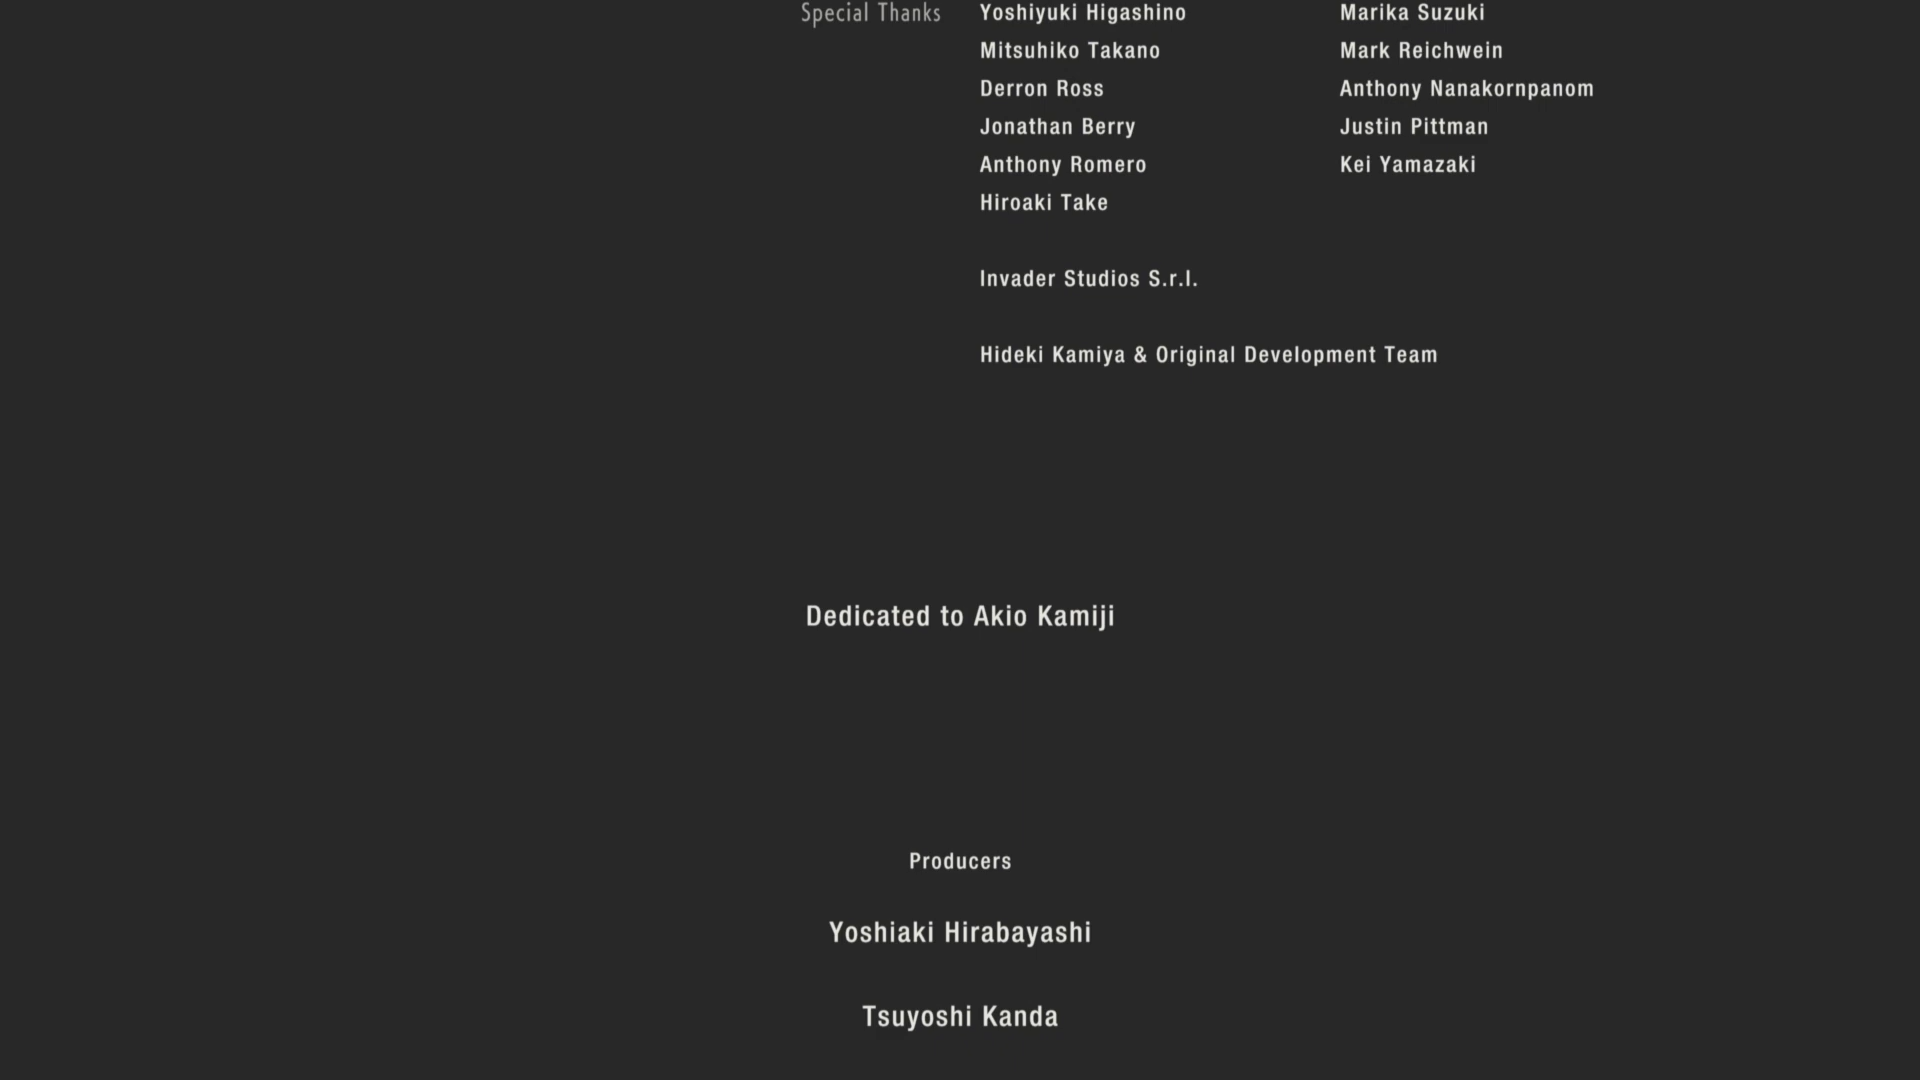 Special Thanks Yoshiyuki Higashino Marika Suzuki
Mitsuhiko Takano Mark Reichwein
Derron Ross Anthony Nanakornpanom
Jonathan Berry Justin Pittman
Anthony Romero Kei Yamazaki
Hiroaki Take
Invader Studios S.r.l.
Hideki Kamiya & Original Development Team
Dedicated to Akio Kamiji
Producers
Yoshiaki Hirabayashi
Tsuyoshi Kanda